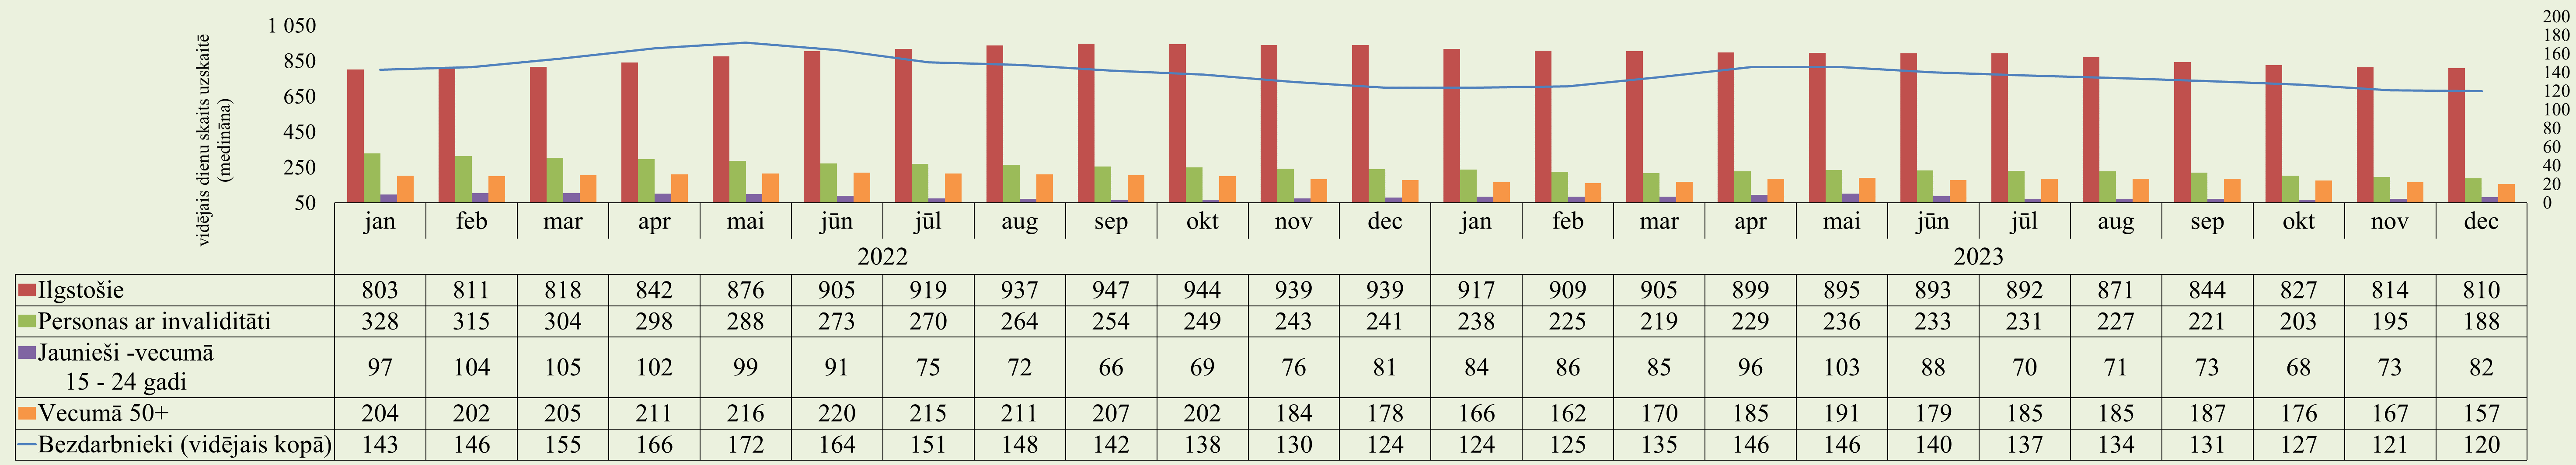 vidējais dienu skaits uzskaitē
(medināna)
1 050
850
650
450
250
50
200
180
160
140
120
100
80
60
40
20
0
jan feb mar apr mai jūn jūl aug sep okt nov dec jan feb mar apr mai jūn jūl aug sep okt nov dec
2022 2023
Ilgstošie 803 811 818 842 876 905 919 937 947 944 939 939 917 909 905 899 895 893 892 871 844 827 814 810
Personas ar invaliditāti 328 315 304 298 288 273 270 264 254 249 243 241 238 225 219 229 236 233 231 227 221 203 195 188
Jaunieši -vecumā
15 - 24 gadi 97 104 105 102 99 91 75 72 66 69 76 81 84 86 85 96 103 88 70 71 73 68 73 82
Vecumā 50+ 204 202 205 211 216 220 215 211 207 202 184 178 166 162 170 185 191 179 185 185 187 176 167 157
Bezdarbnieki (vidējais kopā) 143 146 155 166 172 164 151 148 142 138 130 124 124 125 135 146 146 140 137 134 131 127 121 120